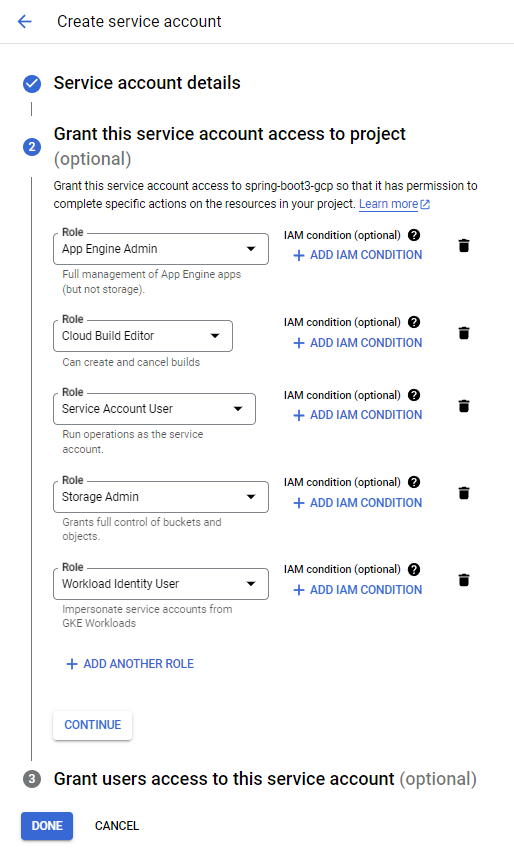 Create service account
Service account details
2
Grant this service account access to project
(optional)
Grant this service account access to spring-boot3-gcp so that it has permission to
complete specific actions on the resources in your project. Learn more
Role
App Engine Admin
IAM condition (optional) ?
+ ADD IAM CONDITION
Full management of App Engine apps
(but not storage).
Role
Cloud Build Editor
IAM condition (optional) ?
+ ADD IAM CONDITION
Can create and cancel builds
Role
Service Account User
IAM condition (optional) ?
+ ADD IAM CONDITION
Run operations as the service
account.
Role
Storage Admin
IAM condition (optional) ?
+ ADD IAM CONDITION
Grants full control of buckets and
objects.
Role
Workload Identity User
IAM condition (optional) ?
+ ADD IAM CONDITION
Impersonate service accounts from
GKE Workloads
+ ADD ANOTHER ROLE
CONTINUE
3
Grant users access to this service account (optional)
DONE
CANCEL